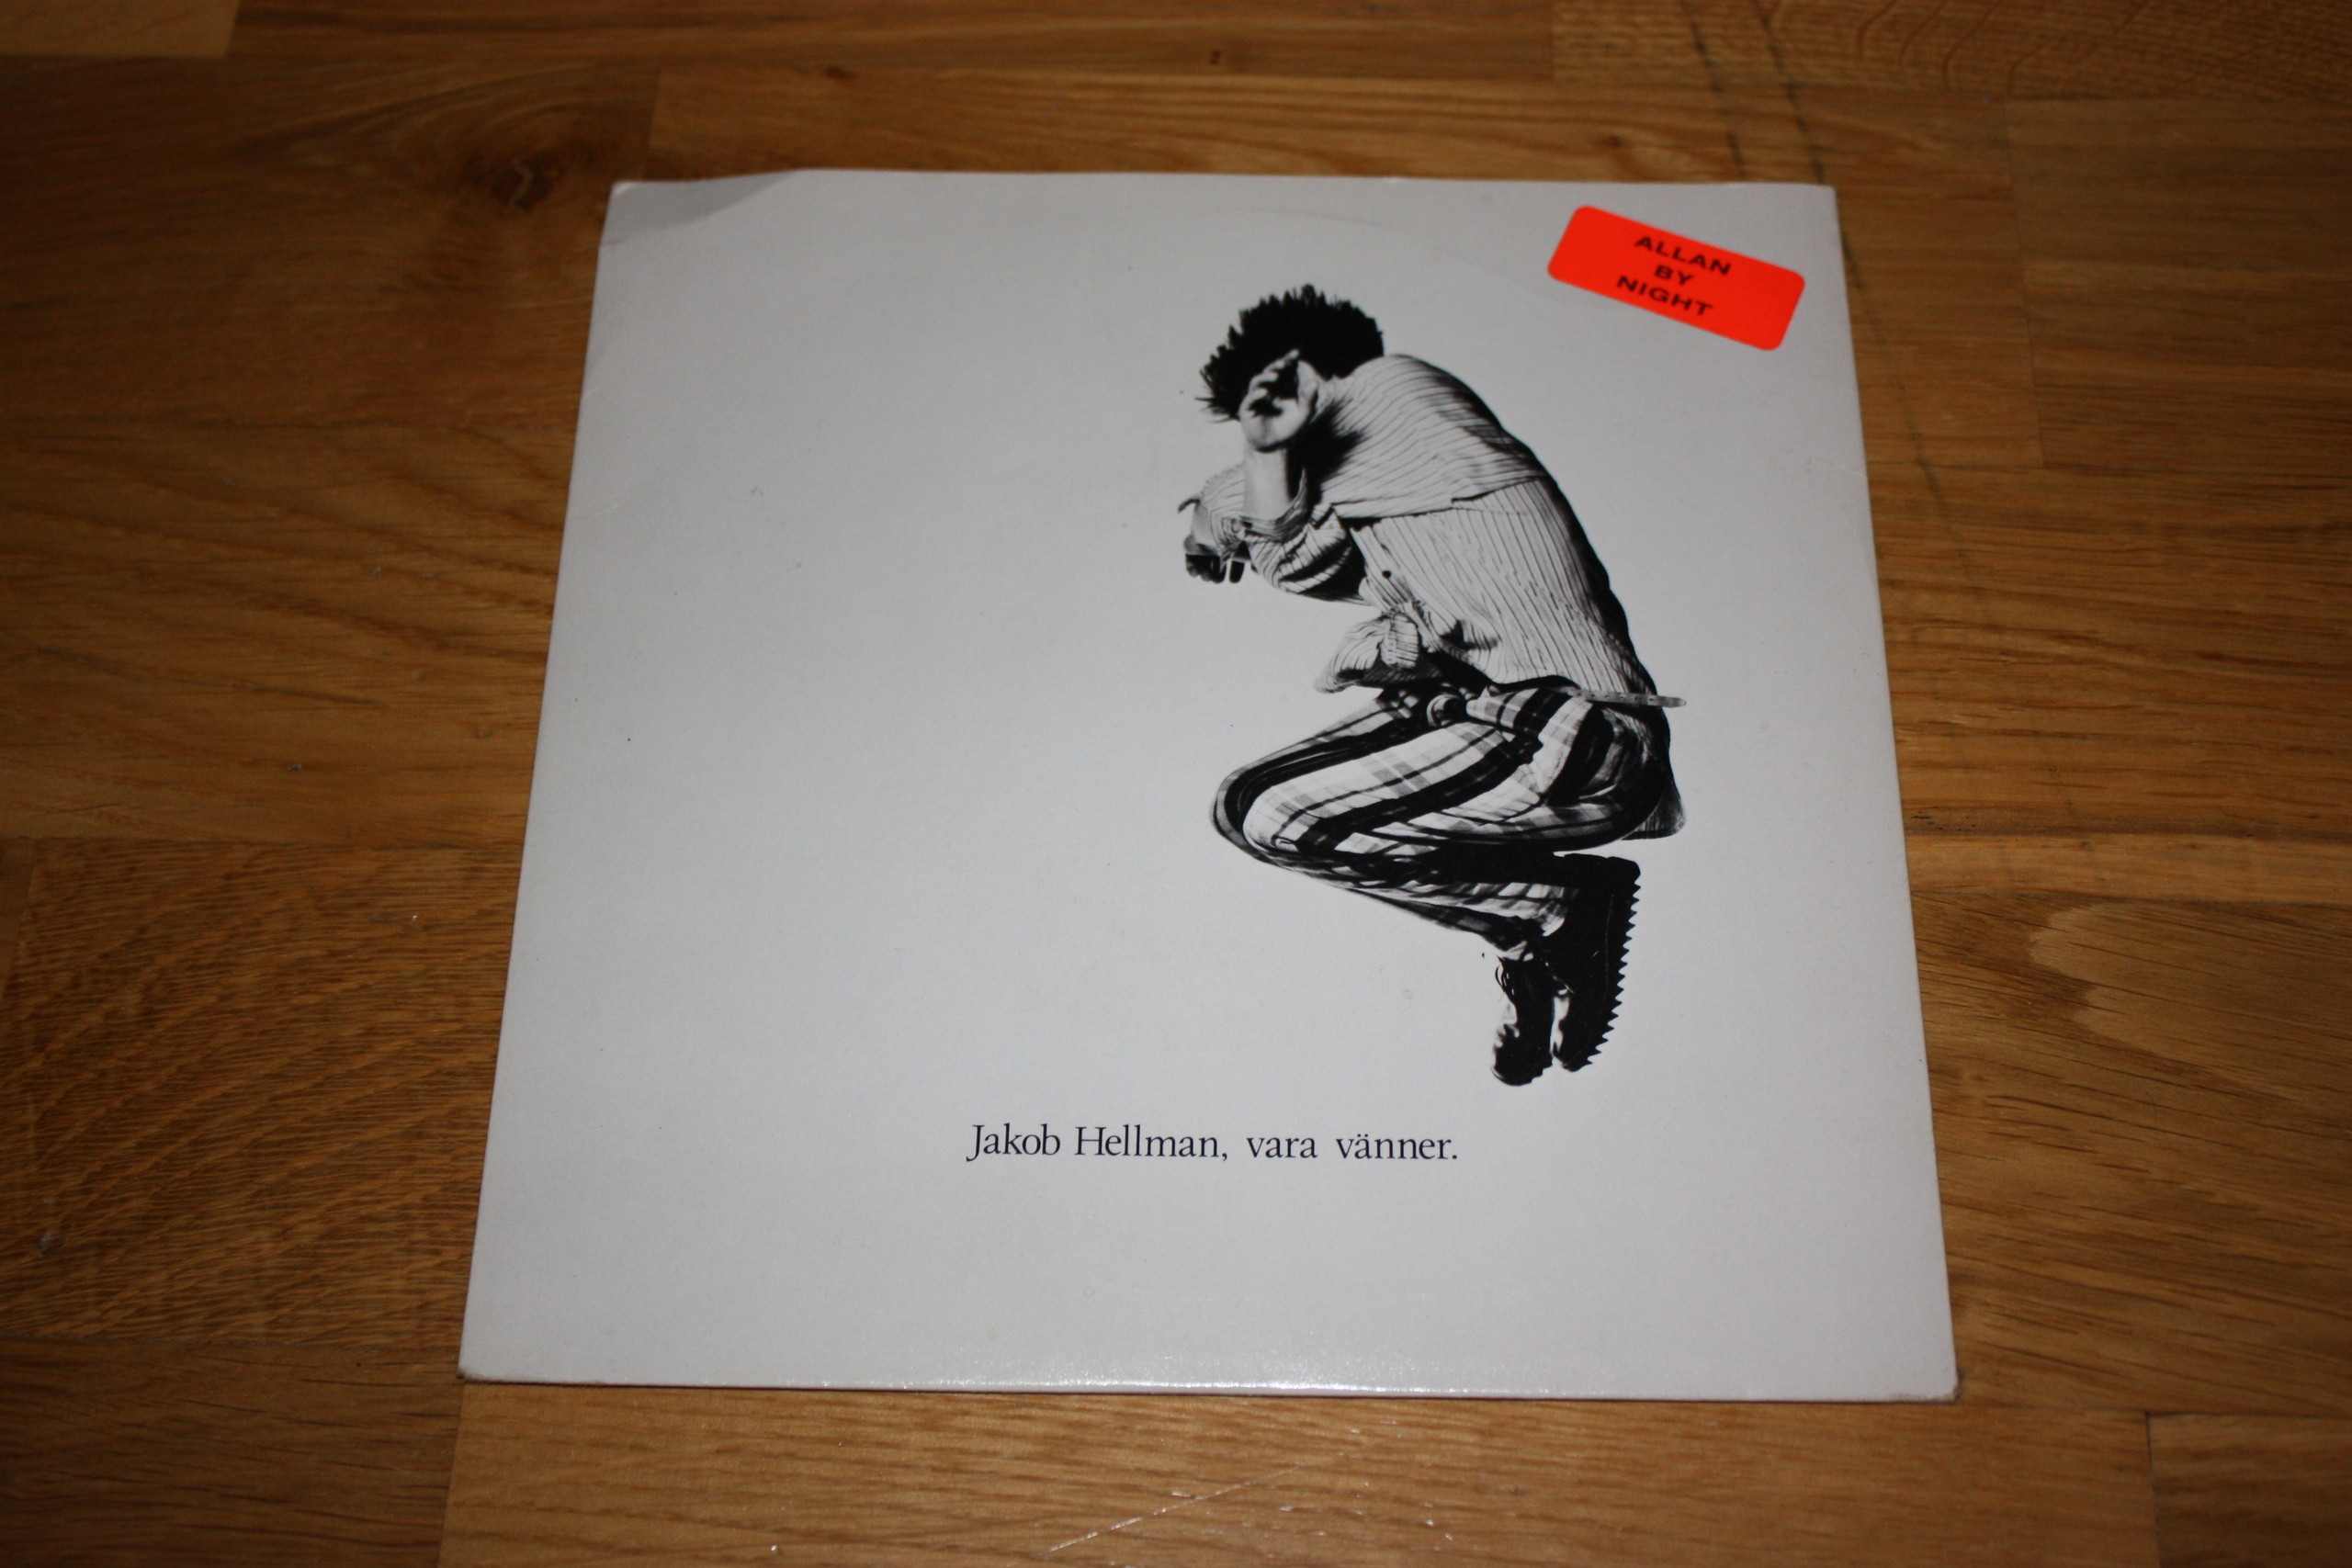 ALLAN
BY
NIGHT
Jakob Hellman, vara vänner.